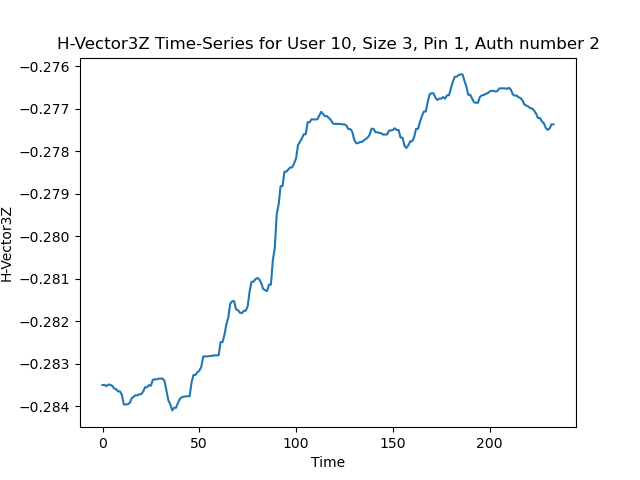 H-Vector3Z Time-Series for User 10, Size 3, Pin 1, Auth number 2
H-Vector3Z
−0.276
−0.277
−0.278
−0.279
−0.280
−0.281
−0.282
−0.283
−0.284
0 50 100 150 200
Time